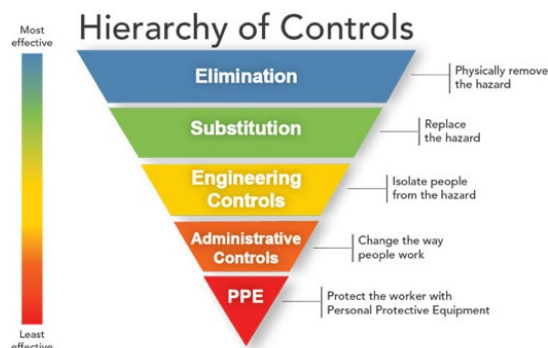 Hierarchy of Controls
Most
effective
Elimination
Physically remove
the hazard
Substitution
Replace
the hazard
Engineering
Controls
Isolate people
from the hazard
Administrative
Controls
Change the way
people work
PPE
Protect the worker with
Personal Protective Equipment
Least
effective